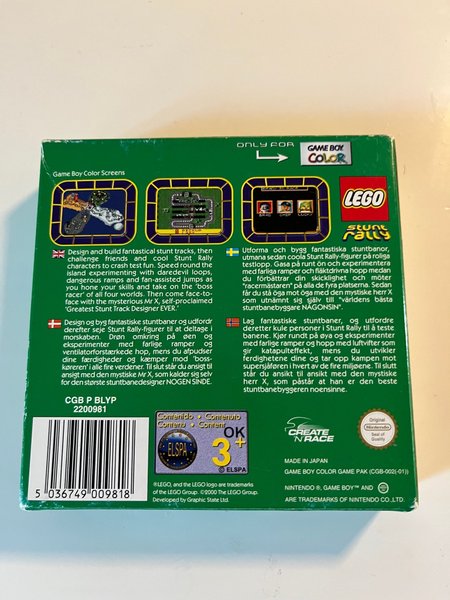 ONLY FOR
GAME BOY
COLOR
Game Boy Color Screens
LEGO
stunt
rally
Design and build fantastical stunt tracks, then
challenge friends and cool Stunt Rally
characters to crash test fun. Speed round the
island experimenting with daredevil loops,
dangerous ramps and fan-assisted jumps as
you hone your skills and take on the 'boss
racer' of all four worlds. Then come face-to-
face with the mysterious Mr X, self-proclaimed
"Greatest Stunt Track Designer EVER.'
Utforma och bygg fantastiska stuntbanor,
utmana sedan coola Stunt Rally-figurer på roliga
testlopp. Gasa på runt ön och experimentera
med farliga ramper och fläktdrivna hopp medan
du förbättrar dina färdigheter och möter
"racermästaren" på alla de fyra platserna. Sedan
får du stå öga mot öga med den mystiske herr X
som utnämnt sig själv till "världens bästa
stuntbanebyggare NÅGONSIN".
Design og byg fantastiske stuntbaner og udfordr
derefter seje Stunt Rally-figurer til at deltage i
morskaben. Drøn omkring på øen og
eksperimenter med farlige ramper og
ventilatorforstærkede hop, mens du afpudser
dine færdigheder og kæmper mod 'boss-
køreren' i alle fire verdener. Til slut står du ansigt til
ansigt med den mystiske Mr X, som kalder sig selv
for den største stuntbanedesigner NOGEN SINDE.
Lag fantastiske stuntbaner, og utfordre
deretter kule personer i Stunt Rally til å teste
banene. Kjør rundt på øya og eksperimenter
med farlige ramper og hopp med luftvifter som
gir katapulteffekt, mens du utvikler
ferdighetene dine og tar opp kampen mot
supersjåføren i hvert av de fire miljøene. Til slutt
står du ansikt til ansikt med den mystiske herr
X, som påstår at han er den beste
stuntbanebyggeren noensinne.
CGB P BLYP
2200981
5 036749 009818
Contenido • Contenuto
Contenu • Content
ELSPA
OK
3+
© ELSPA
CREATE
'N' RACE
Original
Nintendo
Seal of
Quality
MADE IN JAPAN
GAME BOY COLOR GAME PAK (CGB-002(-01))
®LEGO, and the LEGO logo are trademarks
of the LEGO Group. ©2000 The LEGO Group.
Developed by Graphic State Ltd.
NINTENDO ®, GAME BOY™ AND
ARE TRADEMARKS OF NINTENDO CO.,LTD.